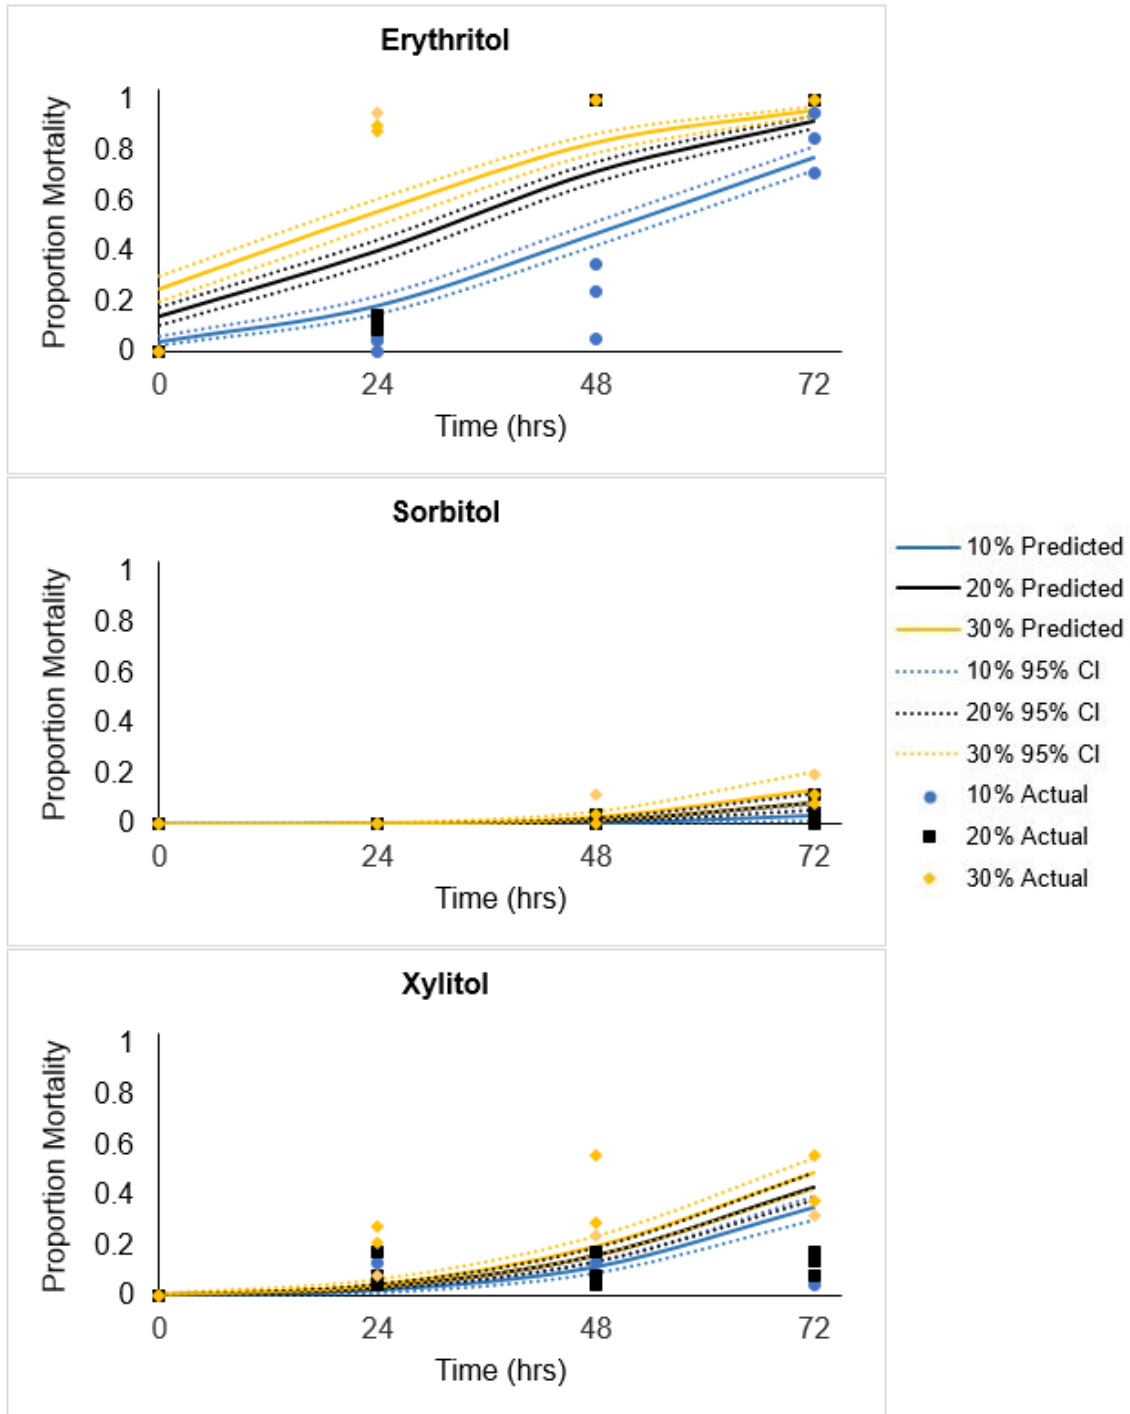 Erythritol
Proportion Mortality
1
0.8
0.6
0.4
0.2
0
0 24 48 72
Time (hrs)
Sorbitol
Proportion Mortality
1
0.8
0.6
0.4
0.2
0
0 24 48 72
Time (hrs)
10% Predicted
20% Predicted
30% Predicted
10% 95% CI
20% 95% CI
30% 95% CI
10% Actual
20% Actual
30% Actual
Xylitol
Proportion Mortality
1
0.8
0.6
0.4
0.2
0
0 24 48 72
Time (hrs)